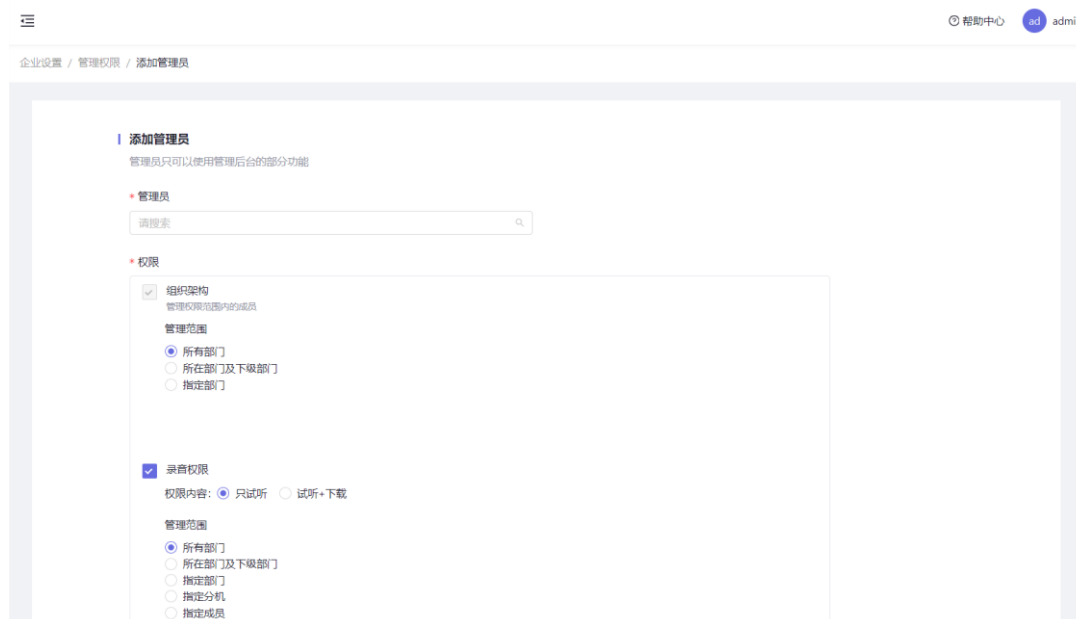 帮助中心 ad admi
企业设置 / 管理权限 / 添加管理员
添加管理员
管理员只可以使用管理后台的部分功能
* 管理员
请搜索
* 权限
组织架构
管理权限范围内的成员
管理范围
所有部门
所在部门及下级部门
指定部门
录音权限
权限内容: 只试听 试听+下载
管理范围
所有部门
所在部门及下级部门
指定部门
指定分机
指定成员